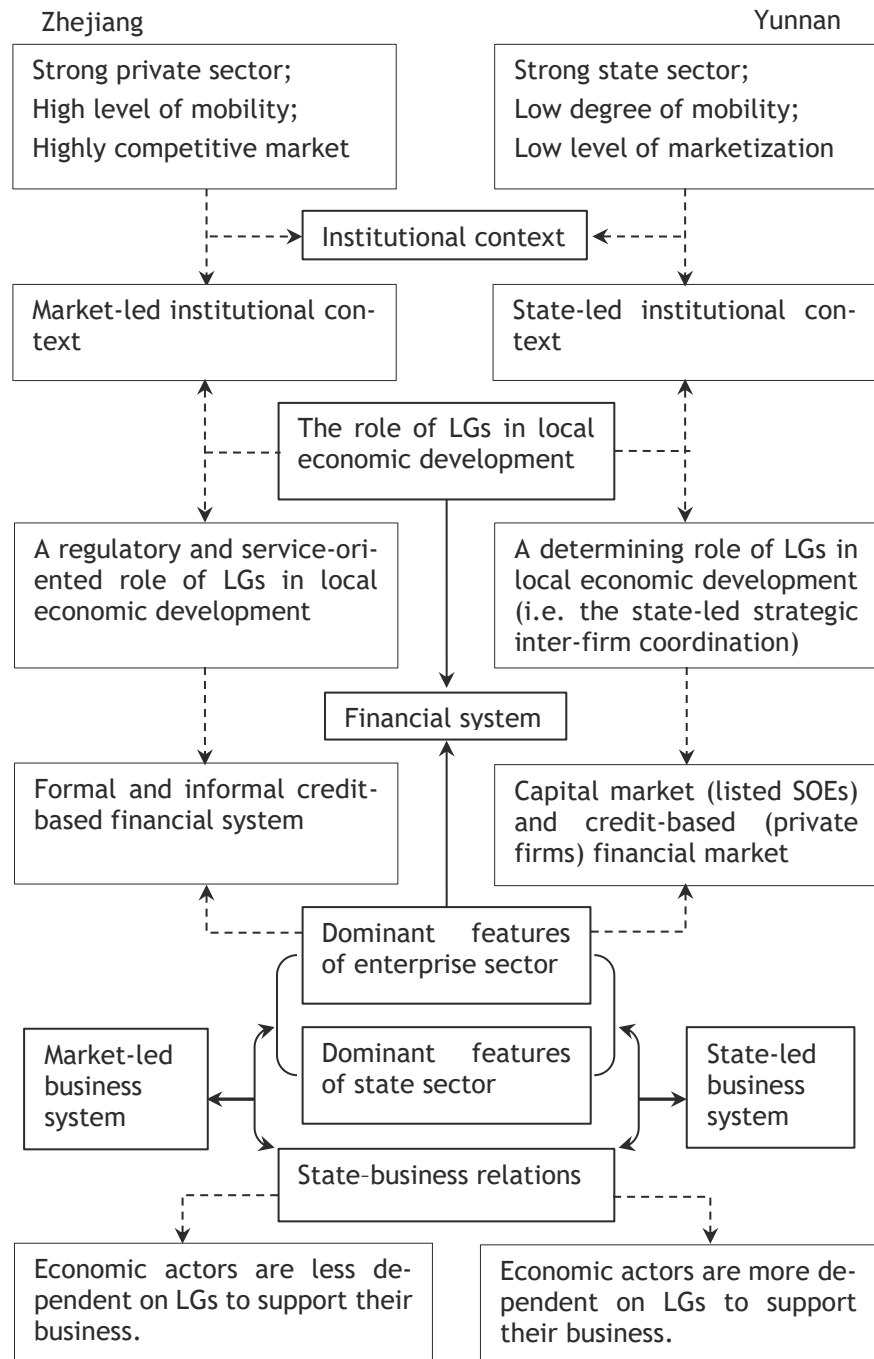 Zhejiang
Yunnan
Strong private sector;
High level of mobility;
Highly competitive market
Strong state sector;
Low degree of mobility;
Low level of marketization
Institutional context
Market-led institutional con-
text
State-led institutional con-
text
The role of LGs in local
economic development
A regulatory and service-ori-
ented role of LGs in local
economic development
A determining role of LGs in
local economic development
(i.e. the state-led strategic
inter-firm coordination)
Financial system
Formal and informal credit-
based financial system
Capital market (listed SOEs)
and credit-based (private
firms) financial market
Dominant features
of enterprise sector
Market-led
business
system
Dominant features
of state sector
State-led
business
system
State–business relations
Economic actors are less de-
pendent on LGs to support their
business.
Economic actors are more de-
pendent on LGs to support
their business.